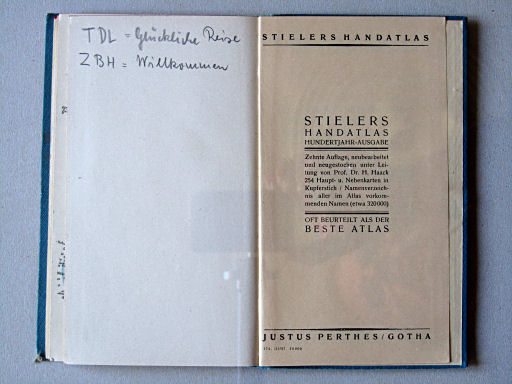 TDL = Glückliche Reise
ZBH = Willkommen
STIELERS HANDATLAS
STIELERS
HANDATLAS
HUNDERTJAHR-AUSGABE
Zehnte Auflage, neubearbeitet
und neugestochen unter Lei-
tung von Prof. Dr. H. Haack
254 Haupt- u. Nebenkarten in
Kupferstich / Namenverzeich-
nis aller im Atlas vorkom-
menden Namen (etwa 320000)
OFT BEURTEILT ALS DER
BESTE ATLAS
JUSTUS PERTHES / GOTHA